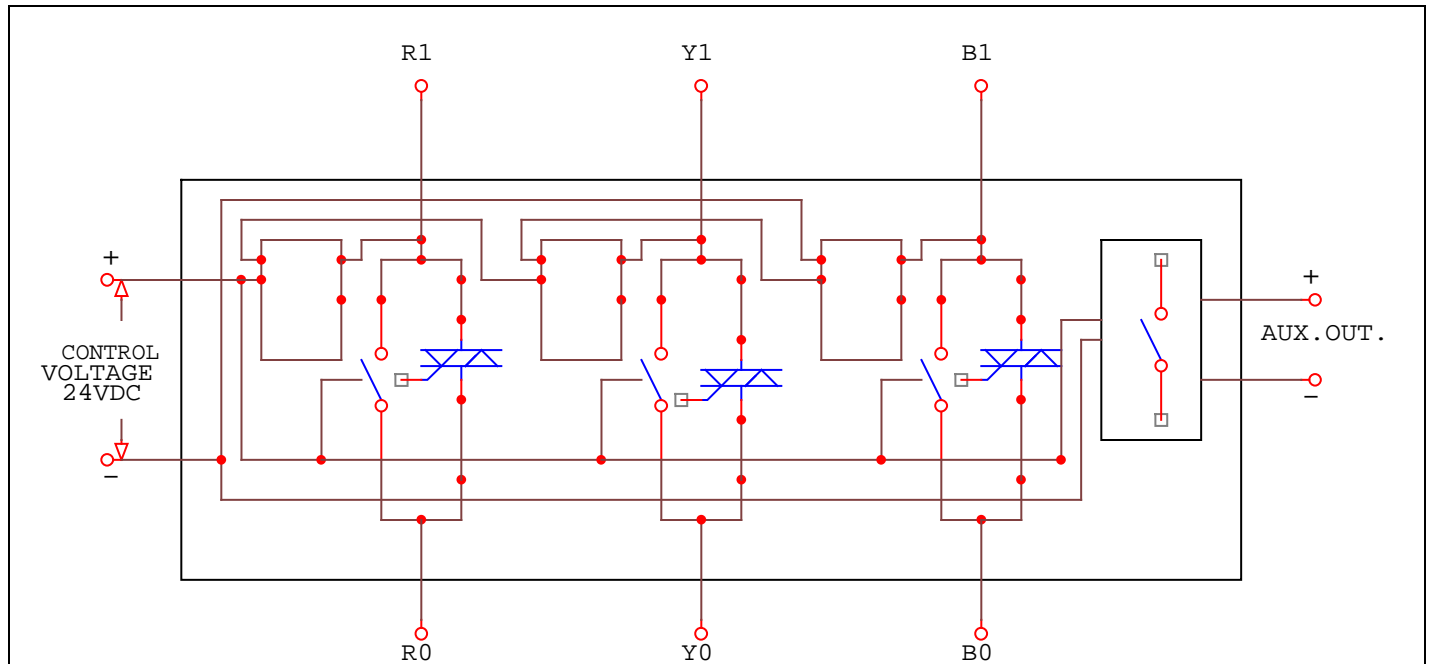 R1 Y1 B1
+
+
CONTROL
VOLTAGE
24VDC
AUX.OUT.
−
−
R0 Y0 B0